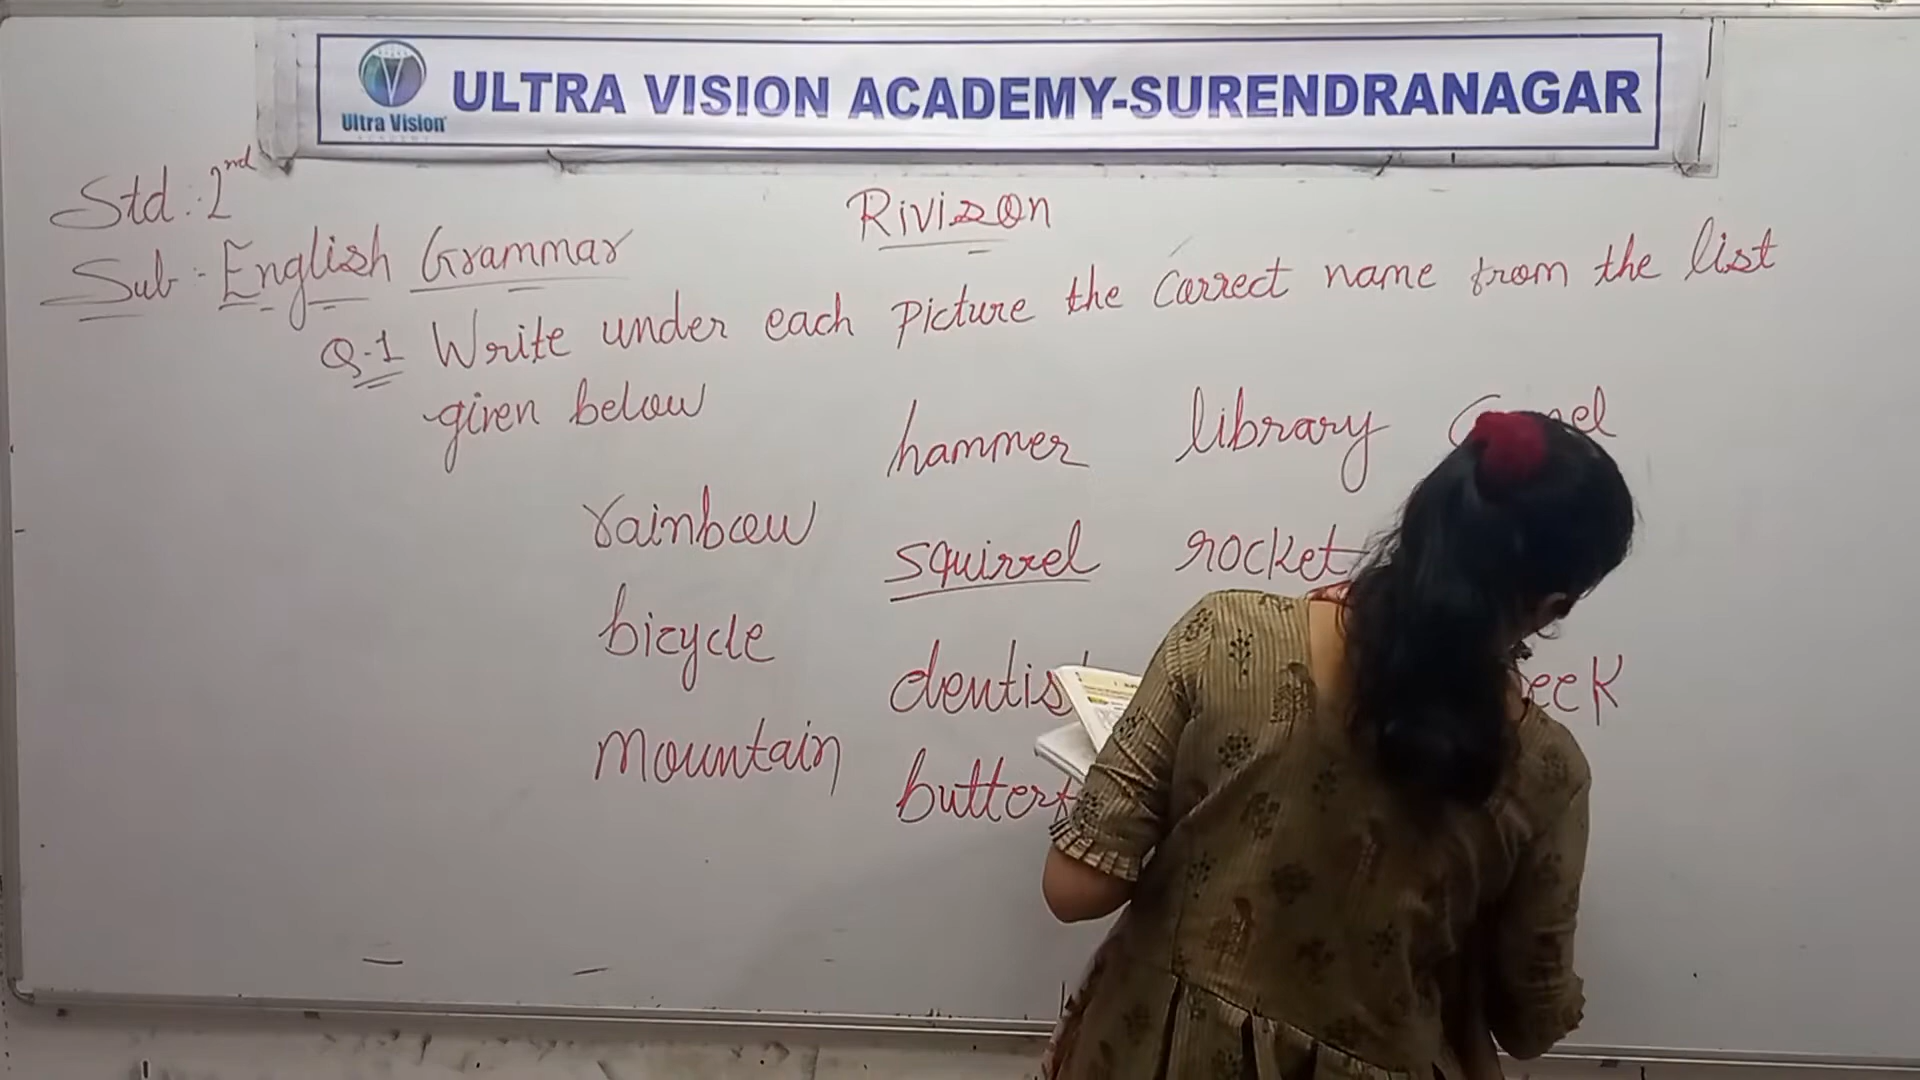 Ultra Vision
ULTRA VISION ACADEMY-SURENDRANAGAR
Std : 2nd
Rivizon
Sub :- English Grammar
Q.1 Write under each Picture the Correct name from the list
given below
hammer library
rainbow squirrel rocket
bicycle
mountain